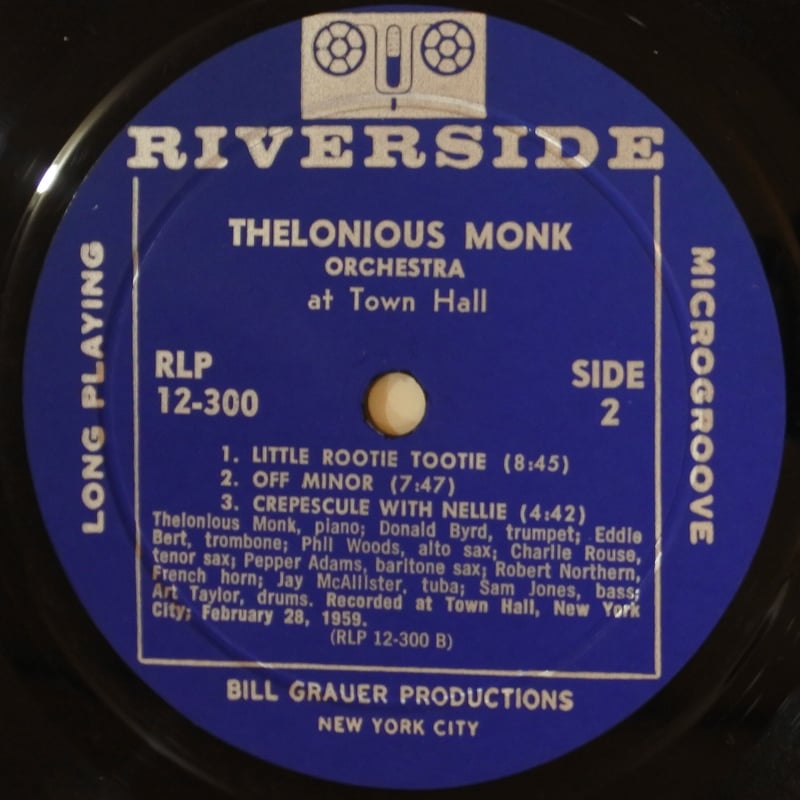 RIVERSIDE
THELONIOUS MONK
ORCHESTRA
at Town Hall
LONG PLAYING
MICROGROOVE
RLP
12-300
SIDE
2
1. LITTLE ROOTIE TOOTIE (8:45)
2. OFF MINOR (7:47)
3. CREPESCULE WITH NELLIE (4:42)
Thelonious Monk, piano; Donald Byrd, trumpet; Eddie
Bert, trombone; Phil Woods, alto sax; Charlie Rouse,
tenor sax; Pepper Adams, baritone sax; Robert Northern,
French horn; Jay McAllister, tuba; Sam Jones, bass;
Art Taylor, drums. Recorded at Town Hall, New York
City; February 28, 1959.
(RLP 12-300 B)
BILL GRAUER PRODUCTIONS
NEW YORK CITY